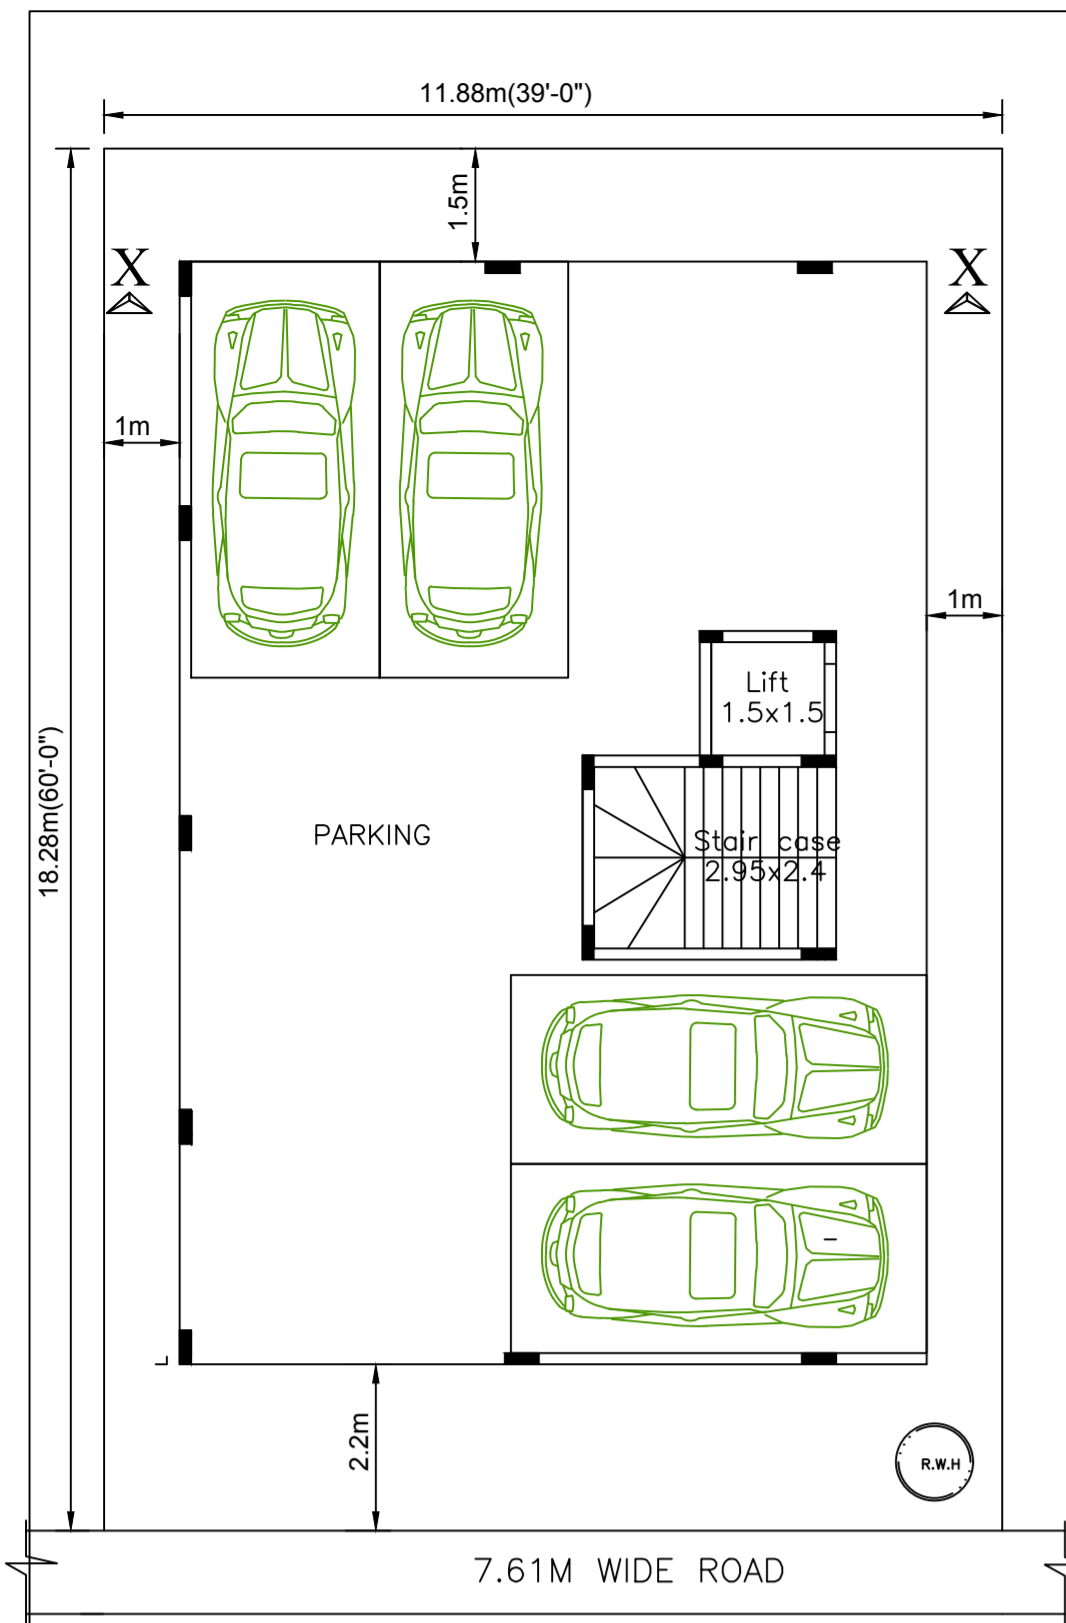 11.88m(39'-0")
1.5m
X
X
1m
1m
Lift
1.5x1.5
18.28m(60'-0")
PARKING
Stair case
2.95x2.4
2.2m
R.W.H
7.61M WIDE ROAD